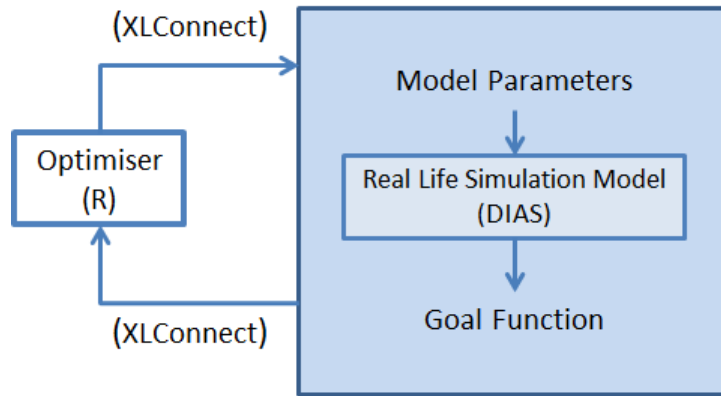 (XLConnect)
Model Parameters
Optimiser
(R)
Real Life Simulation Model
(DIAS)
Goal Function
(XLConnect)